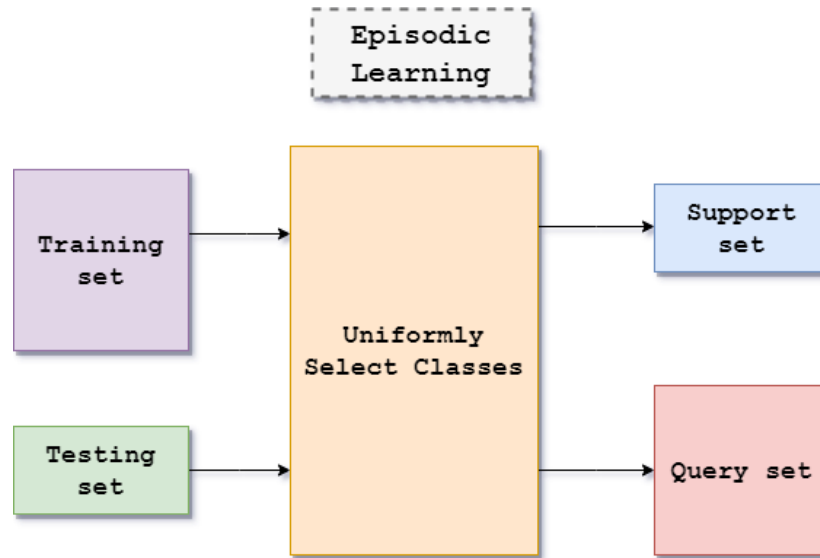 Episodic
Learning
Training
set
Uniformly
Select Classes
Support
set
Testing
set
Query set